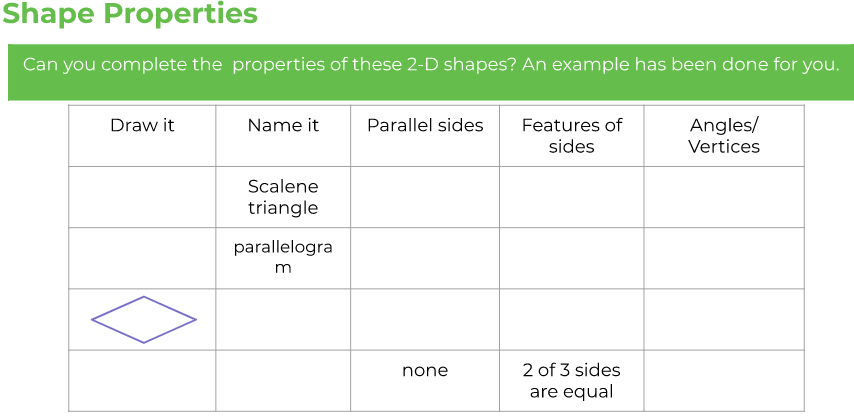 Shape Properties
Can you complete the  properties of these 2-D shapes? An example has been done for you.
Draw it
Name it
Parallel sides
Features of
sides
Angles/
Vertices
Scalene
triangle
parallelogra
m
none
2 of 3 sides
are equal